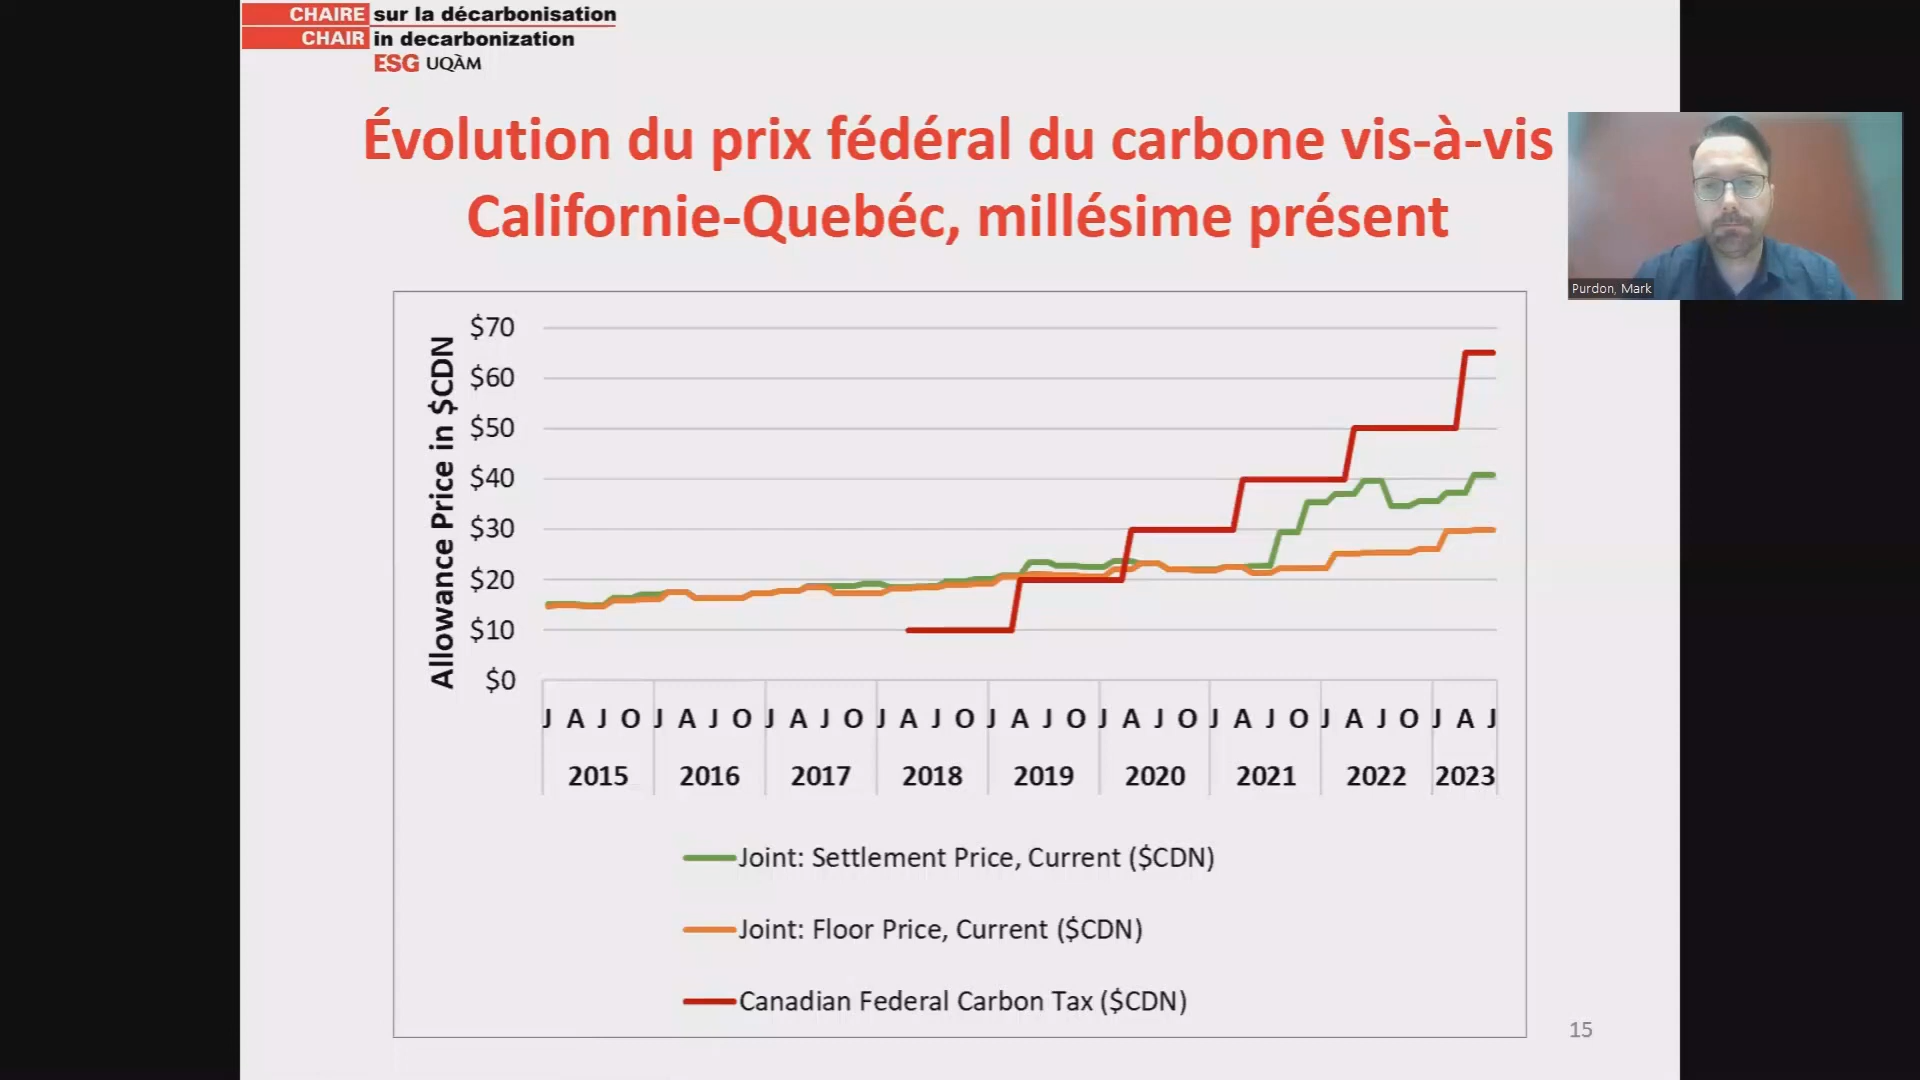 CHAIRE sur la décarbonisation
CHAIR in decarbonization
ESG UQÀM
Évolution du prix fédéral du carbone vis-à-vis
Californie-Quebéc, millésime présent
Purdon, Mark
Allowance Price in $CDN
$70
$60
$50
$40
$30
$20
$10
$0
J A J O J A J O J A J O J A J O J A J O J A J O J A J O J A J O J A J
2015 2016 2017 2018 2019 2020 2021 2022 2023
Joint: Settlement Price, Current ($CDN)
Joint: Floor Price, Current ($CDN)
Canadian Federal Carbon Tax ($CDN)
15